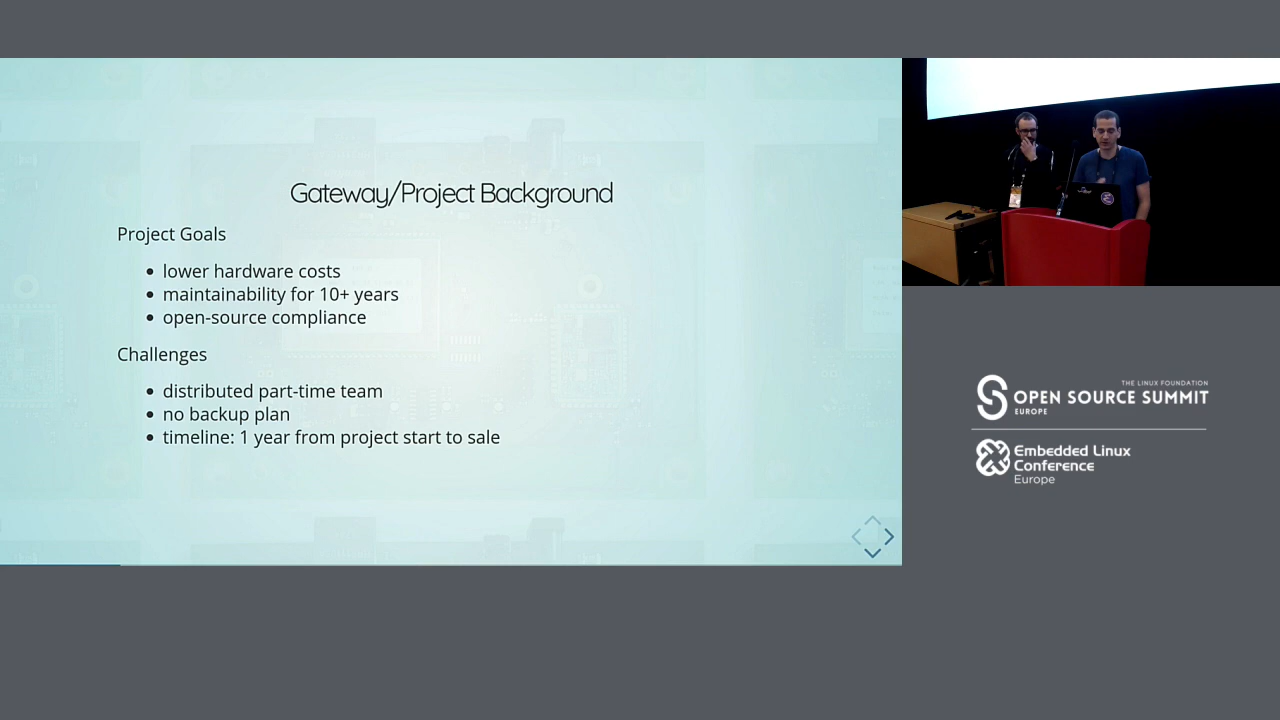 Gateway/Project Background
Project Goals
lower hardware costs
maintainability for 10+ years
open-source compliance
Challenges
distributed part-time team
no backup plan
timeline: 1 year from project start to sale
THE LINUX FOUNDATION
OPEN SOURCE SUMMIT
EUROPE
Embedded Linux
Conference
Europe